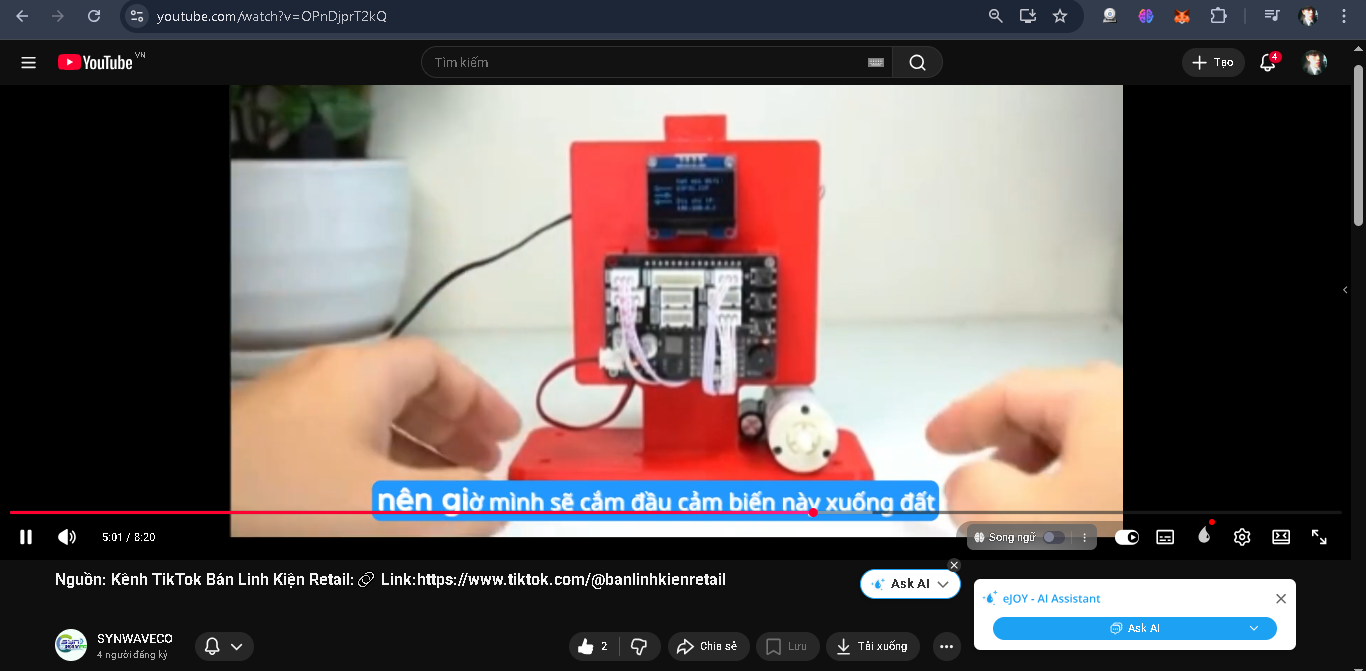 youtube.com/watch?v=OPnDjprT2kQ
YouTube VN
Tìm kiếm
Tạo
4
nên giờ mình sẽ cắm đầu cảm biến này xuống đất
5:01 / 8:20
Song ngữ
Nguồn: Kênh TikTok Bán Linh Kiện Retail: Link:https://www.tiktok.com/@banlinhkienretail
Ask AI
eJOY - AI Assistant
Ask AI
SYNWAVECO
4 người đăng ký
2
Chia sẻ
Lưu
Tải xuống